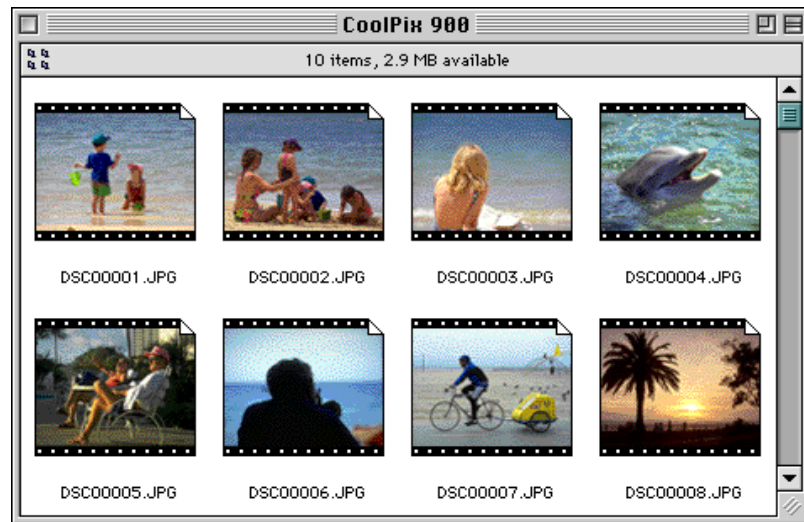 CoolPix 900
10 items, 2.9 MB available
DSC00001.JPG DSC00002.JPG DSC00003.JPG DSC00004.JPG
DSC00005.JPG DSC00006.JPG DSC00007.JPG DSC00008.JPG